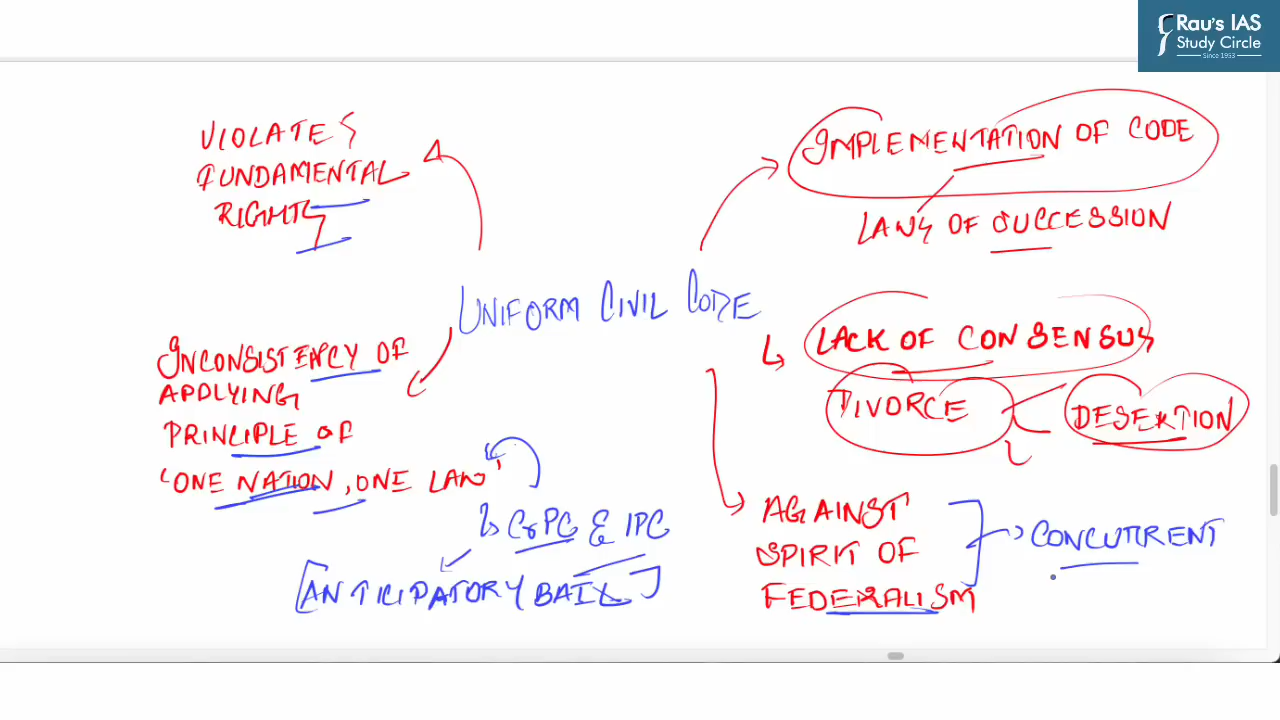 Rau's IAS
Study Circle
Since 1953
VIOLATES
FUNDAMENTAL
RIGHTS
IMPLEMENTATION OF CODE
LAWS OF SUCCESSION
UNIFORM CIVIL CODE
INCONSISTENCY OF
APPLYING
PRINCIPLE OF
'ONE NATION, ONE LAW'
CrPC & IPC
[ANTICIPATORY BAIL]
LACK OF CONSENSUS
DIVORCE
DESERTION
AGAINST
SPIRIT OF
FEDERALISM
CONCURRENT